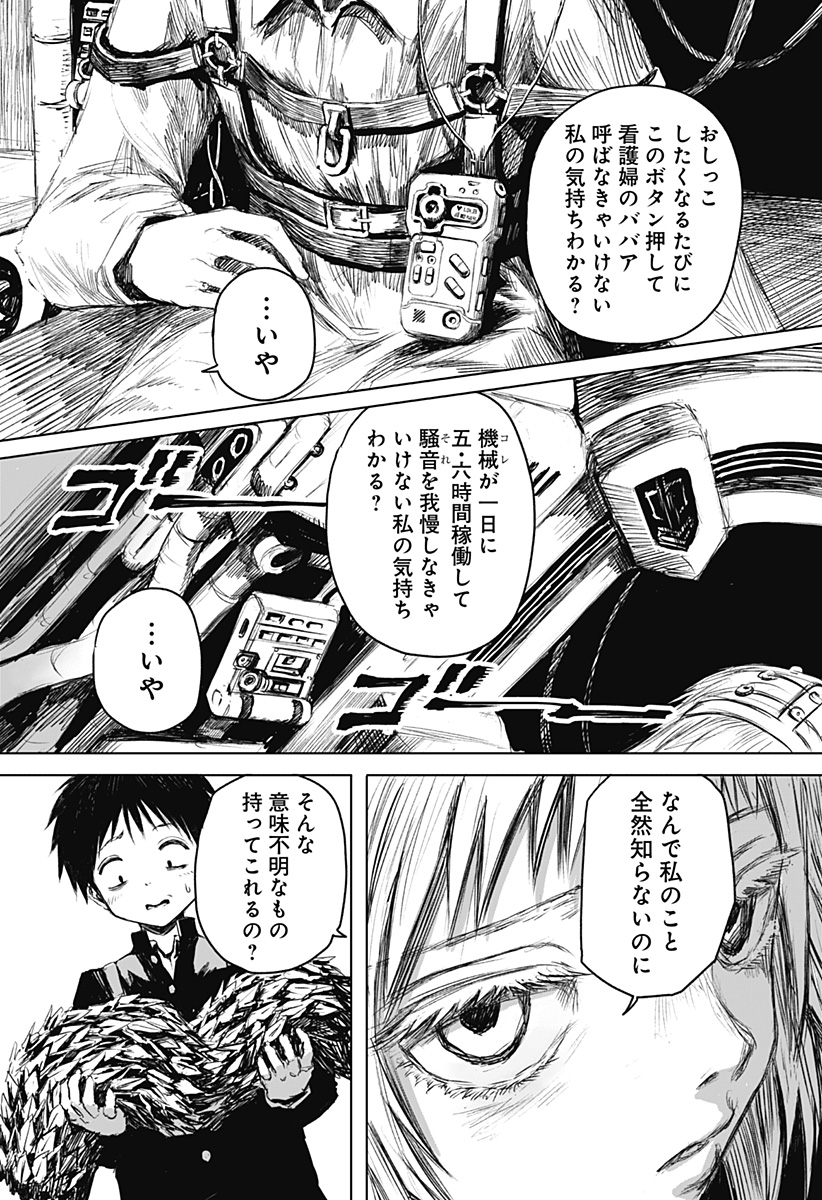 おしっこ
したくなるたびに
このボタン押して
看護婦のババア
呼ばなきゃいけない
私の気持ちわかる？
…いや
機械が一日に
コレ
五・六時間稼働して
騒音を我慢しなきゃ
それ
いけない私の気持ち
わかる？
ゴー
…いや
ゴー
なんで私のこと
全然知らないのに
そんな
意味不明なもの
持ってこれるの？